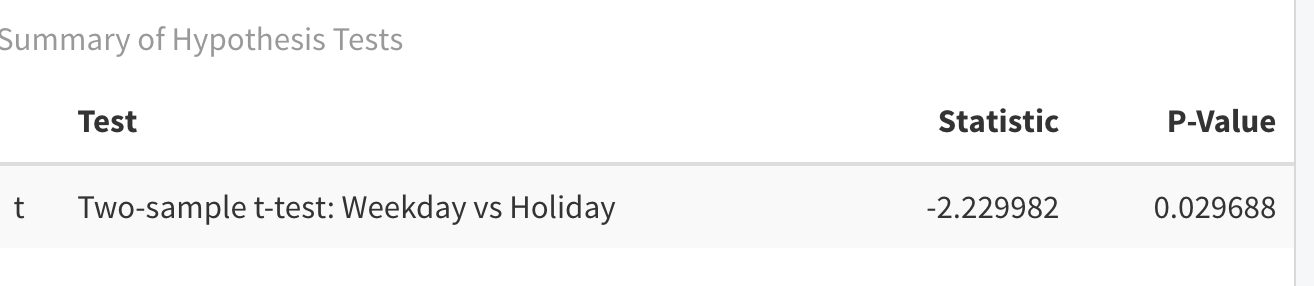 Summary of Hypothesis Tests
Test Statistic P-Value
t Two-sample t-test: Weekday vs Holiday -2.229982 0.029688